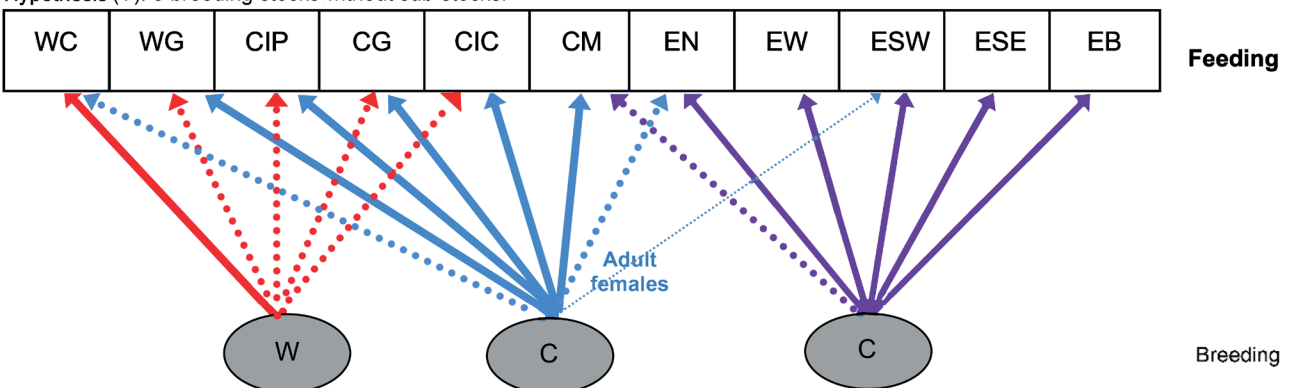 WC WG CIP CG CIC CM EN EW ESW ESE EB Feeding
Adult
females
W C C Breeding